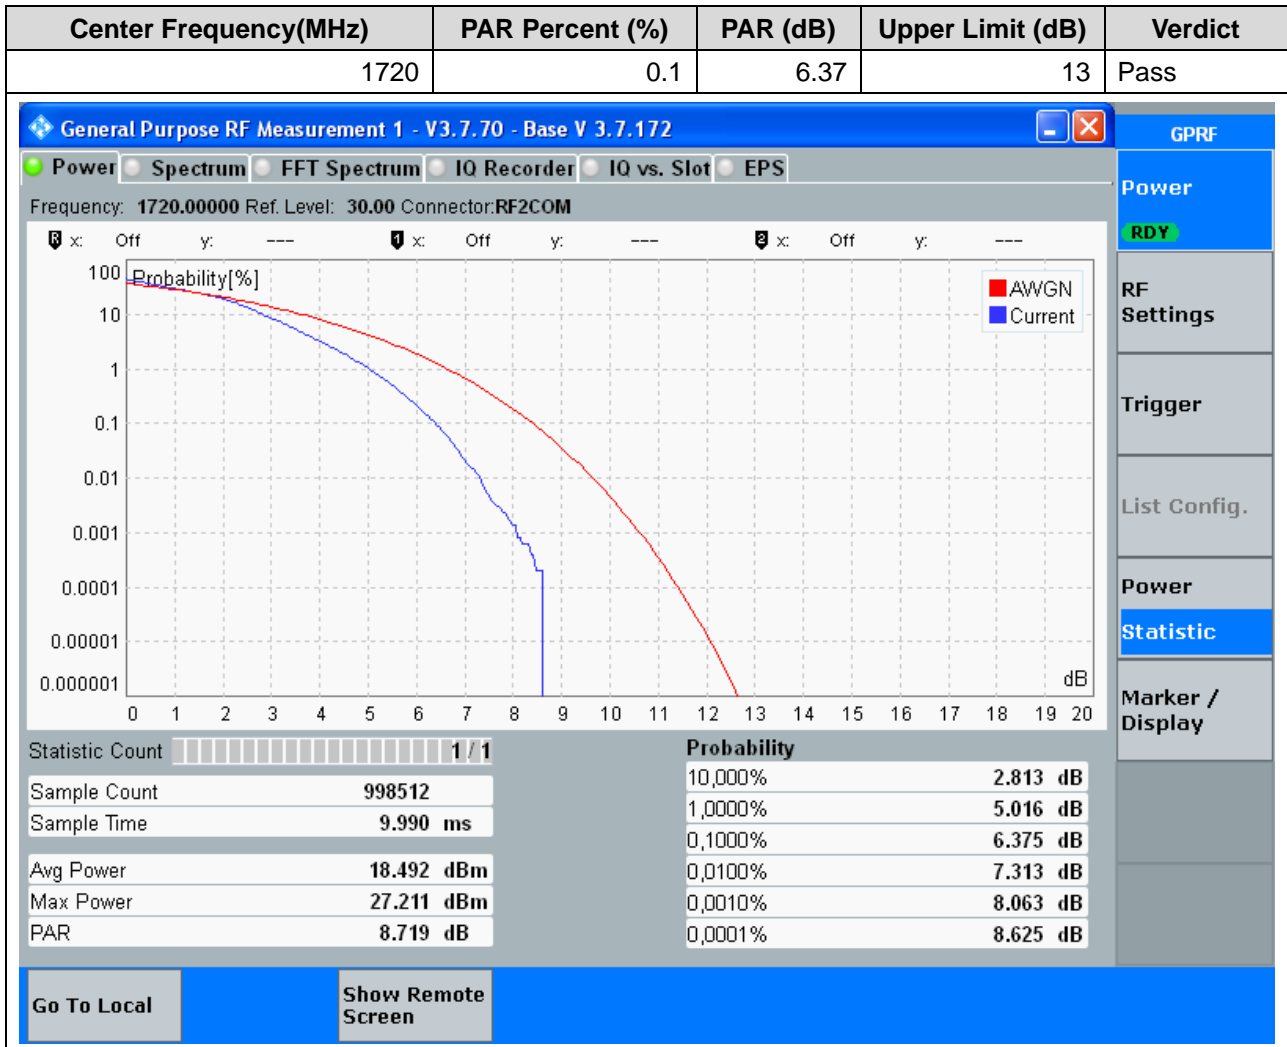 Center Frequency(MHz) PAR Percent (%) PAR (dB) Upper Limit (dB) Verdict
1720 0.1 6.37 13 Pass
General Purpose RF Measurement 1 - V3.7.70 - Base V 3.7.172
GPRF
Power Spectrum FFT Spectrum IQ Recorder IQ vs. Slot EPS
Power
RDY
Frequency: 1720.00000 Ref. Level: 30.00 Connector:RF2COM
R x: Off y: --- 1 x: Off y: --- 2 x: Off y: ---
Probability[%]
AWGN
Current
100
10
1
0.1
0.01
0.001
0.0001
0.00001
0.000001
dB
0 1 2 3 4 5 6 7 8 9 10 11 12 13 14 15 16 17 18 19 20
RF
Settings
Trigger
List Config.
Power
Statistic
Marker /
Display
Statistic Count 1 / 1
Sample Count 998512
Sample Time 9.990 ms
Avg Power 18.492 dBm
Max Power 27.211 dBm
PAR 8.719 dB
Probability
10,000% 2.813 dB
1,0000% 5.016 dB
0,1000% 6.375 dB
0,0100% 7.313 dB
0,0010% 8.063 dB
0,0001% 8.625 dB
Go To Local
Show Remote
Screen